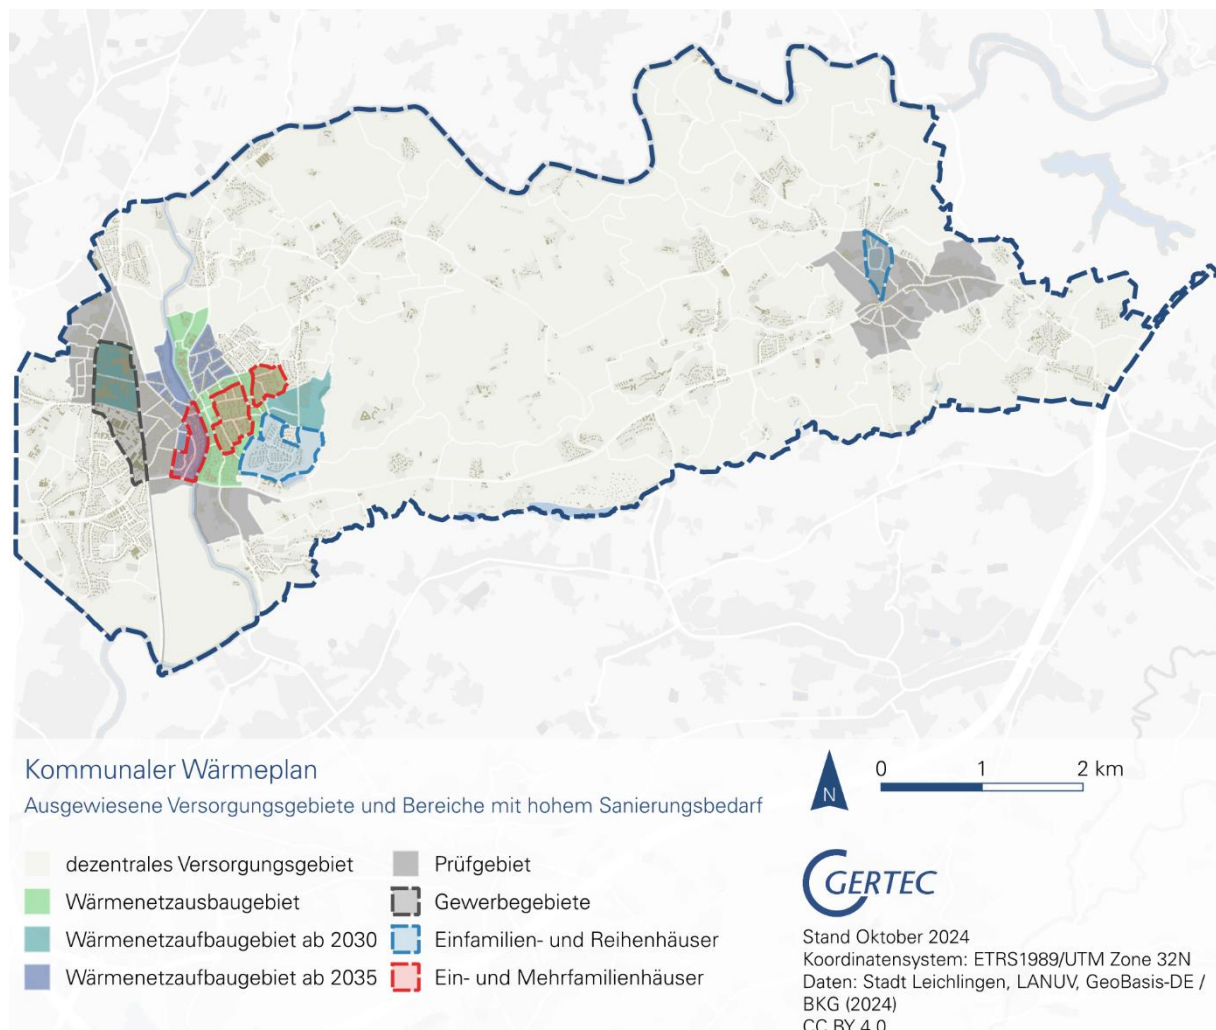 Kommunaler Wärmeplan
Ausgewiesene Versorgungsgebiete und Bereiche mit hohem Sanierungsbedarf
dezentrales Versorgungsgebiet
Wärmenetzausbaugebiet
Wärmenetzaufbaugebiet ab 2030
Wärmenetzaufbaugebiet ab 2035
Prüfgebiet
Gewerbegebiete
Einfamilien- und Reihenhäuser
Ein- und Mehrfamilienhäuser
N
0 1 2 km
GERTEC
Stand Oktober 2024
Koordinatensystem: ETRS1989/UTM Zone 32N
Daten: Stadt Leichlingen, LANUV, GeoBasis-DE /
BKG (2024)
CC BY 4.0